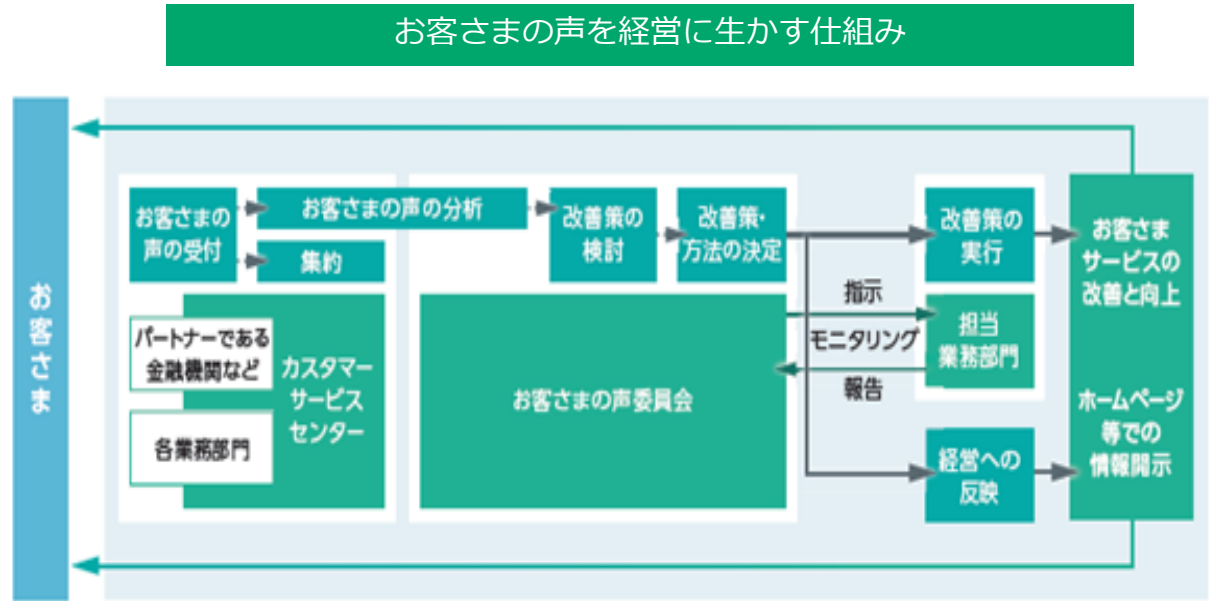 お客さまの声を経営に生かす仕組み
お客さま
お客さまの
声の受付
お客さまの声の分析
集約
改善策の
検討
改善策・
方法の決定
改善策の
実行
お客さま
サービスの
改善と向上
パートナーである
金融機関など
各業務部門
カスタマー
サービス
センター
お客さまの声委員会
指示
モニタリング
報告
担当
業務部門
経営への
反映
ホームページ
等での
情報開示